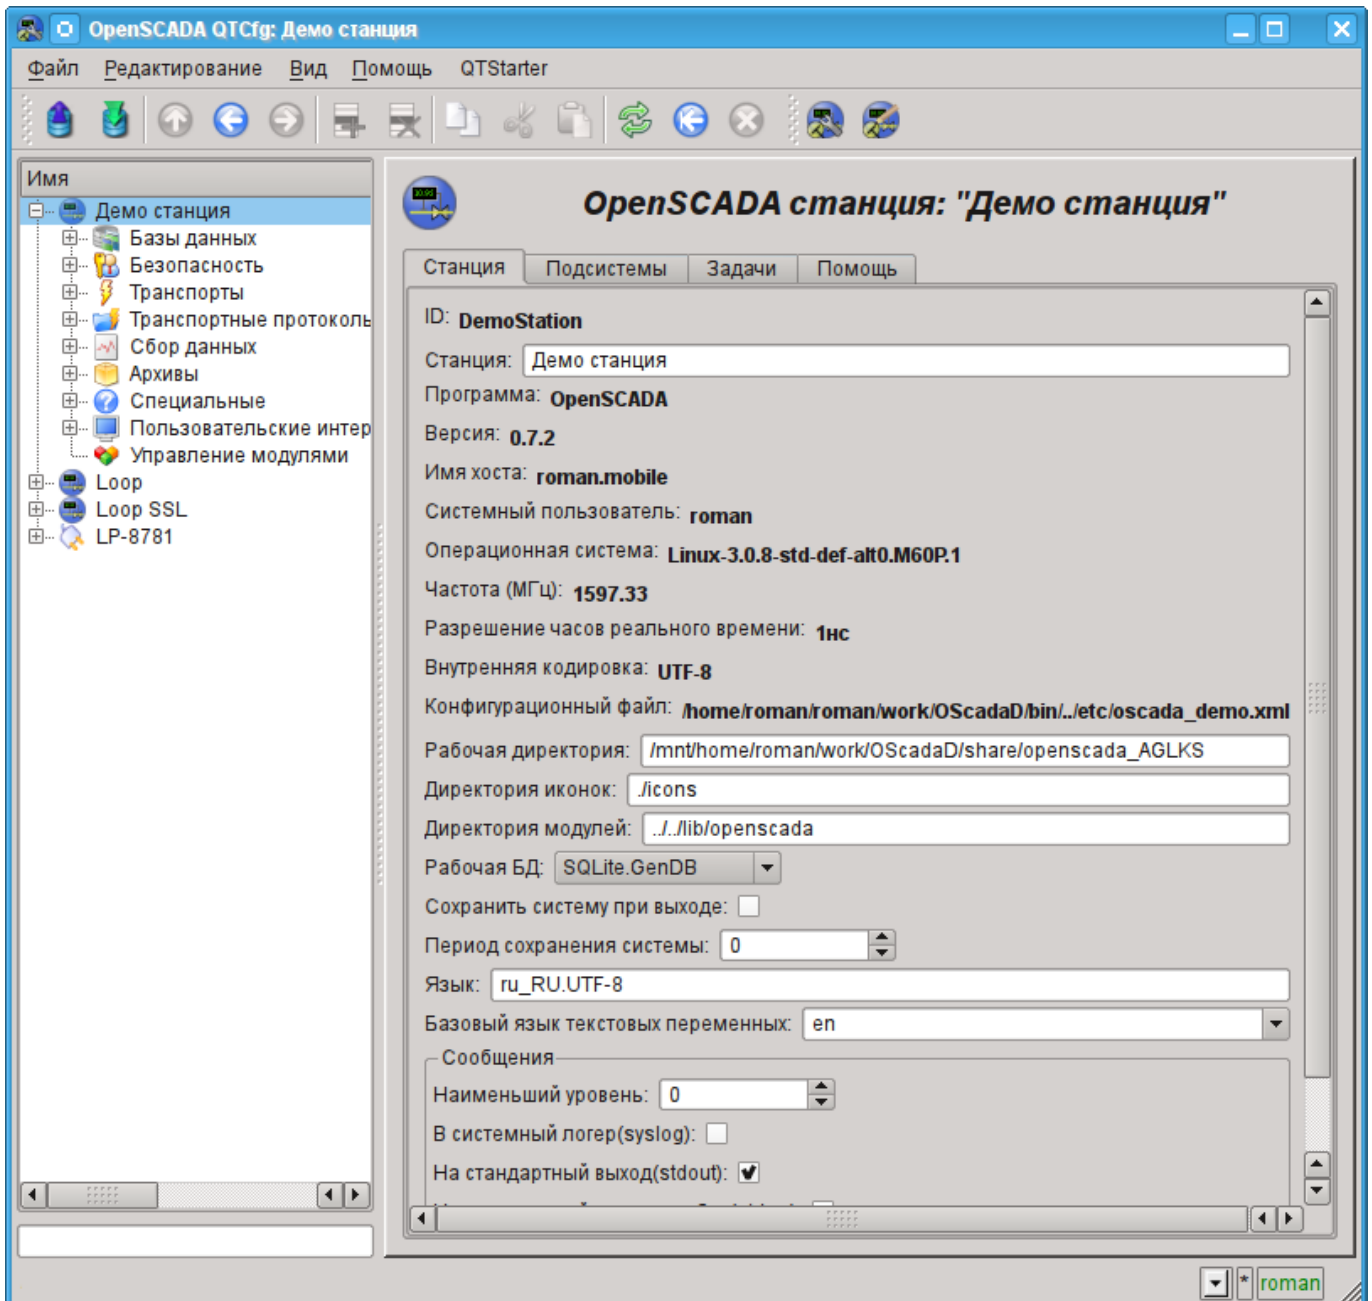 OpenSCADA QTCfg: Демо станция
Файл Редактирование Вид Помощь QTStarter
Имя
Демо станция
Базы данных
Безопасность
Транспорты
Транспортные протоколь
Сбор данных
Архивы
Специальные
Пользовательские интер
Управление модулями
Loop
Loop SSL
LP-8781
OpenSCADA станция: "Демо станция"
Станция Подсистемы Задачи Помощь
ID: DemoStation
Станция: Демо станция
Программа: OpenSCADA
Версия: 0.7.2
Имя хоста: roman.mobile
Системный пользователь: roman
Операционная система: Linux-3.0.8-std-def-alt0.M60P.1
Частота (МГц): 1597.33
Разрешение часов реального времени: 1нс
Внутренняя кодировка: UTF-8
Конфигурационный файл: /home/roman/roman/work/OScadaD/bin/../etc/oscada_demo.xml
Рабочая директория: /mnt/home/roman/work/OScadaD/share/openscada_AGLKS
Директория иконок: ./icons
Директория модулей: ../../lib/openscada
Рабочая БД: SQLite.GenDB
Сохранить систему при выходе:
Период сохранения системы: 0
Язык: ru_RU.UTF-8
Базовый язык текстовых переменных: en
Сообщения
Наименьший уровень: 0
В системный логер(syslog):
На стандартный выход(stdout):
* roman